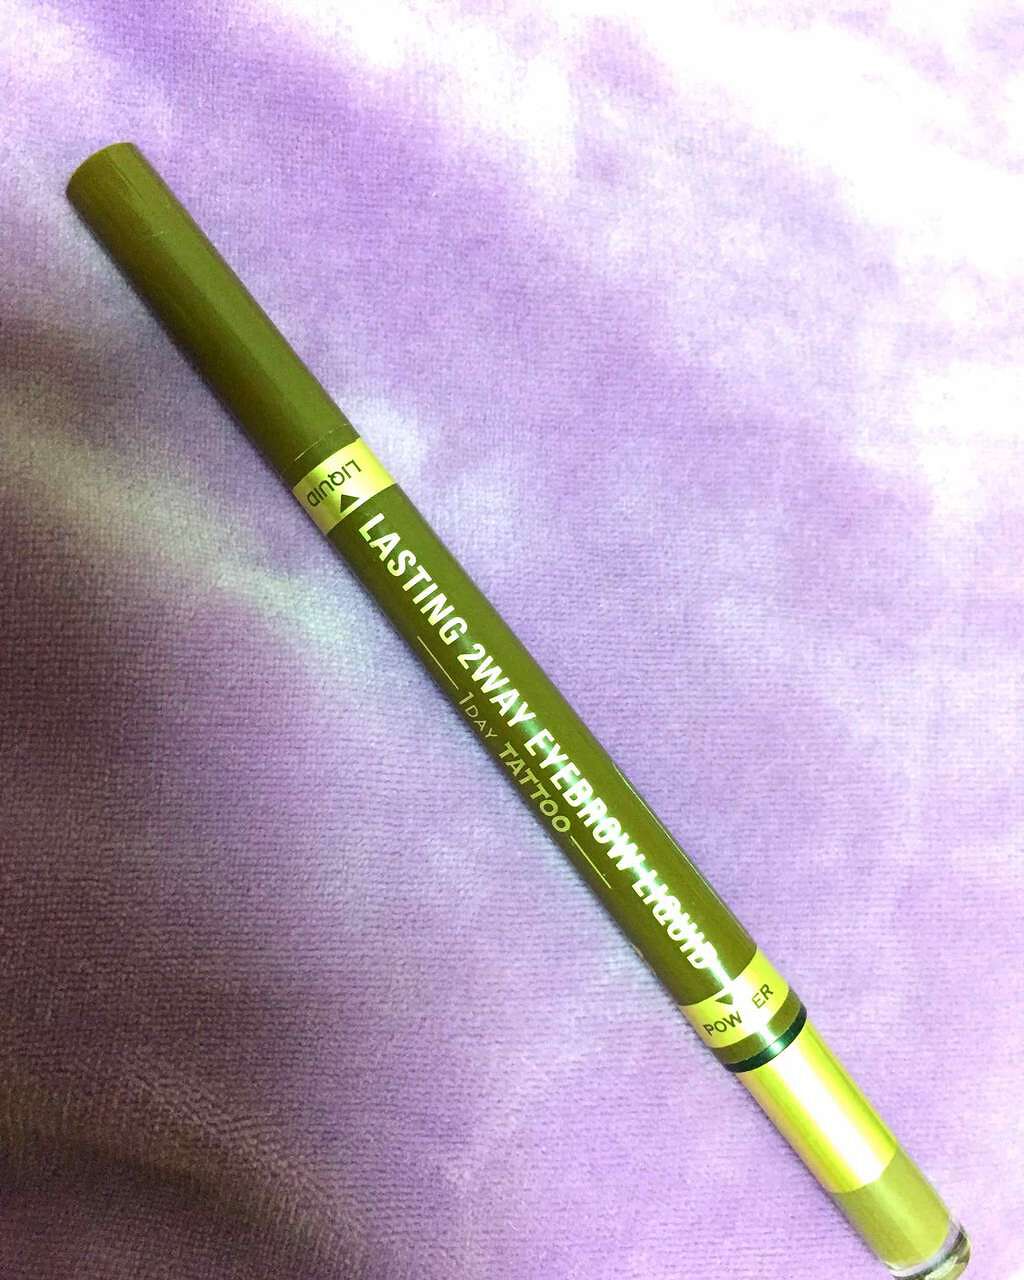 LIQUID
LASTING 2WAY EYEBROW LIQUID
1DAY TATTOO
POWDER